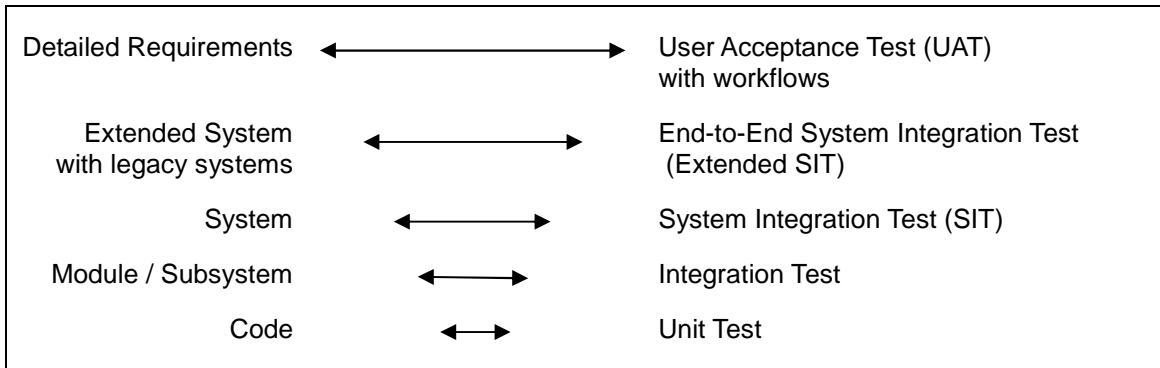 Detailed Requirements User Acceptance Test (UAT)
with workflows
Extended System End-to-End System Integration Test
with legacy systems (Extended SIT)
System System Integration Test (SIT)
Module / Subsystem Integration Test
Code Unit Test